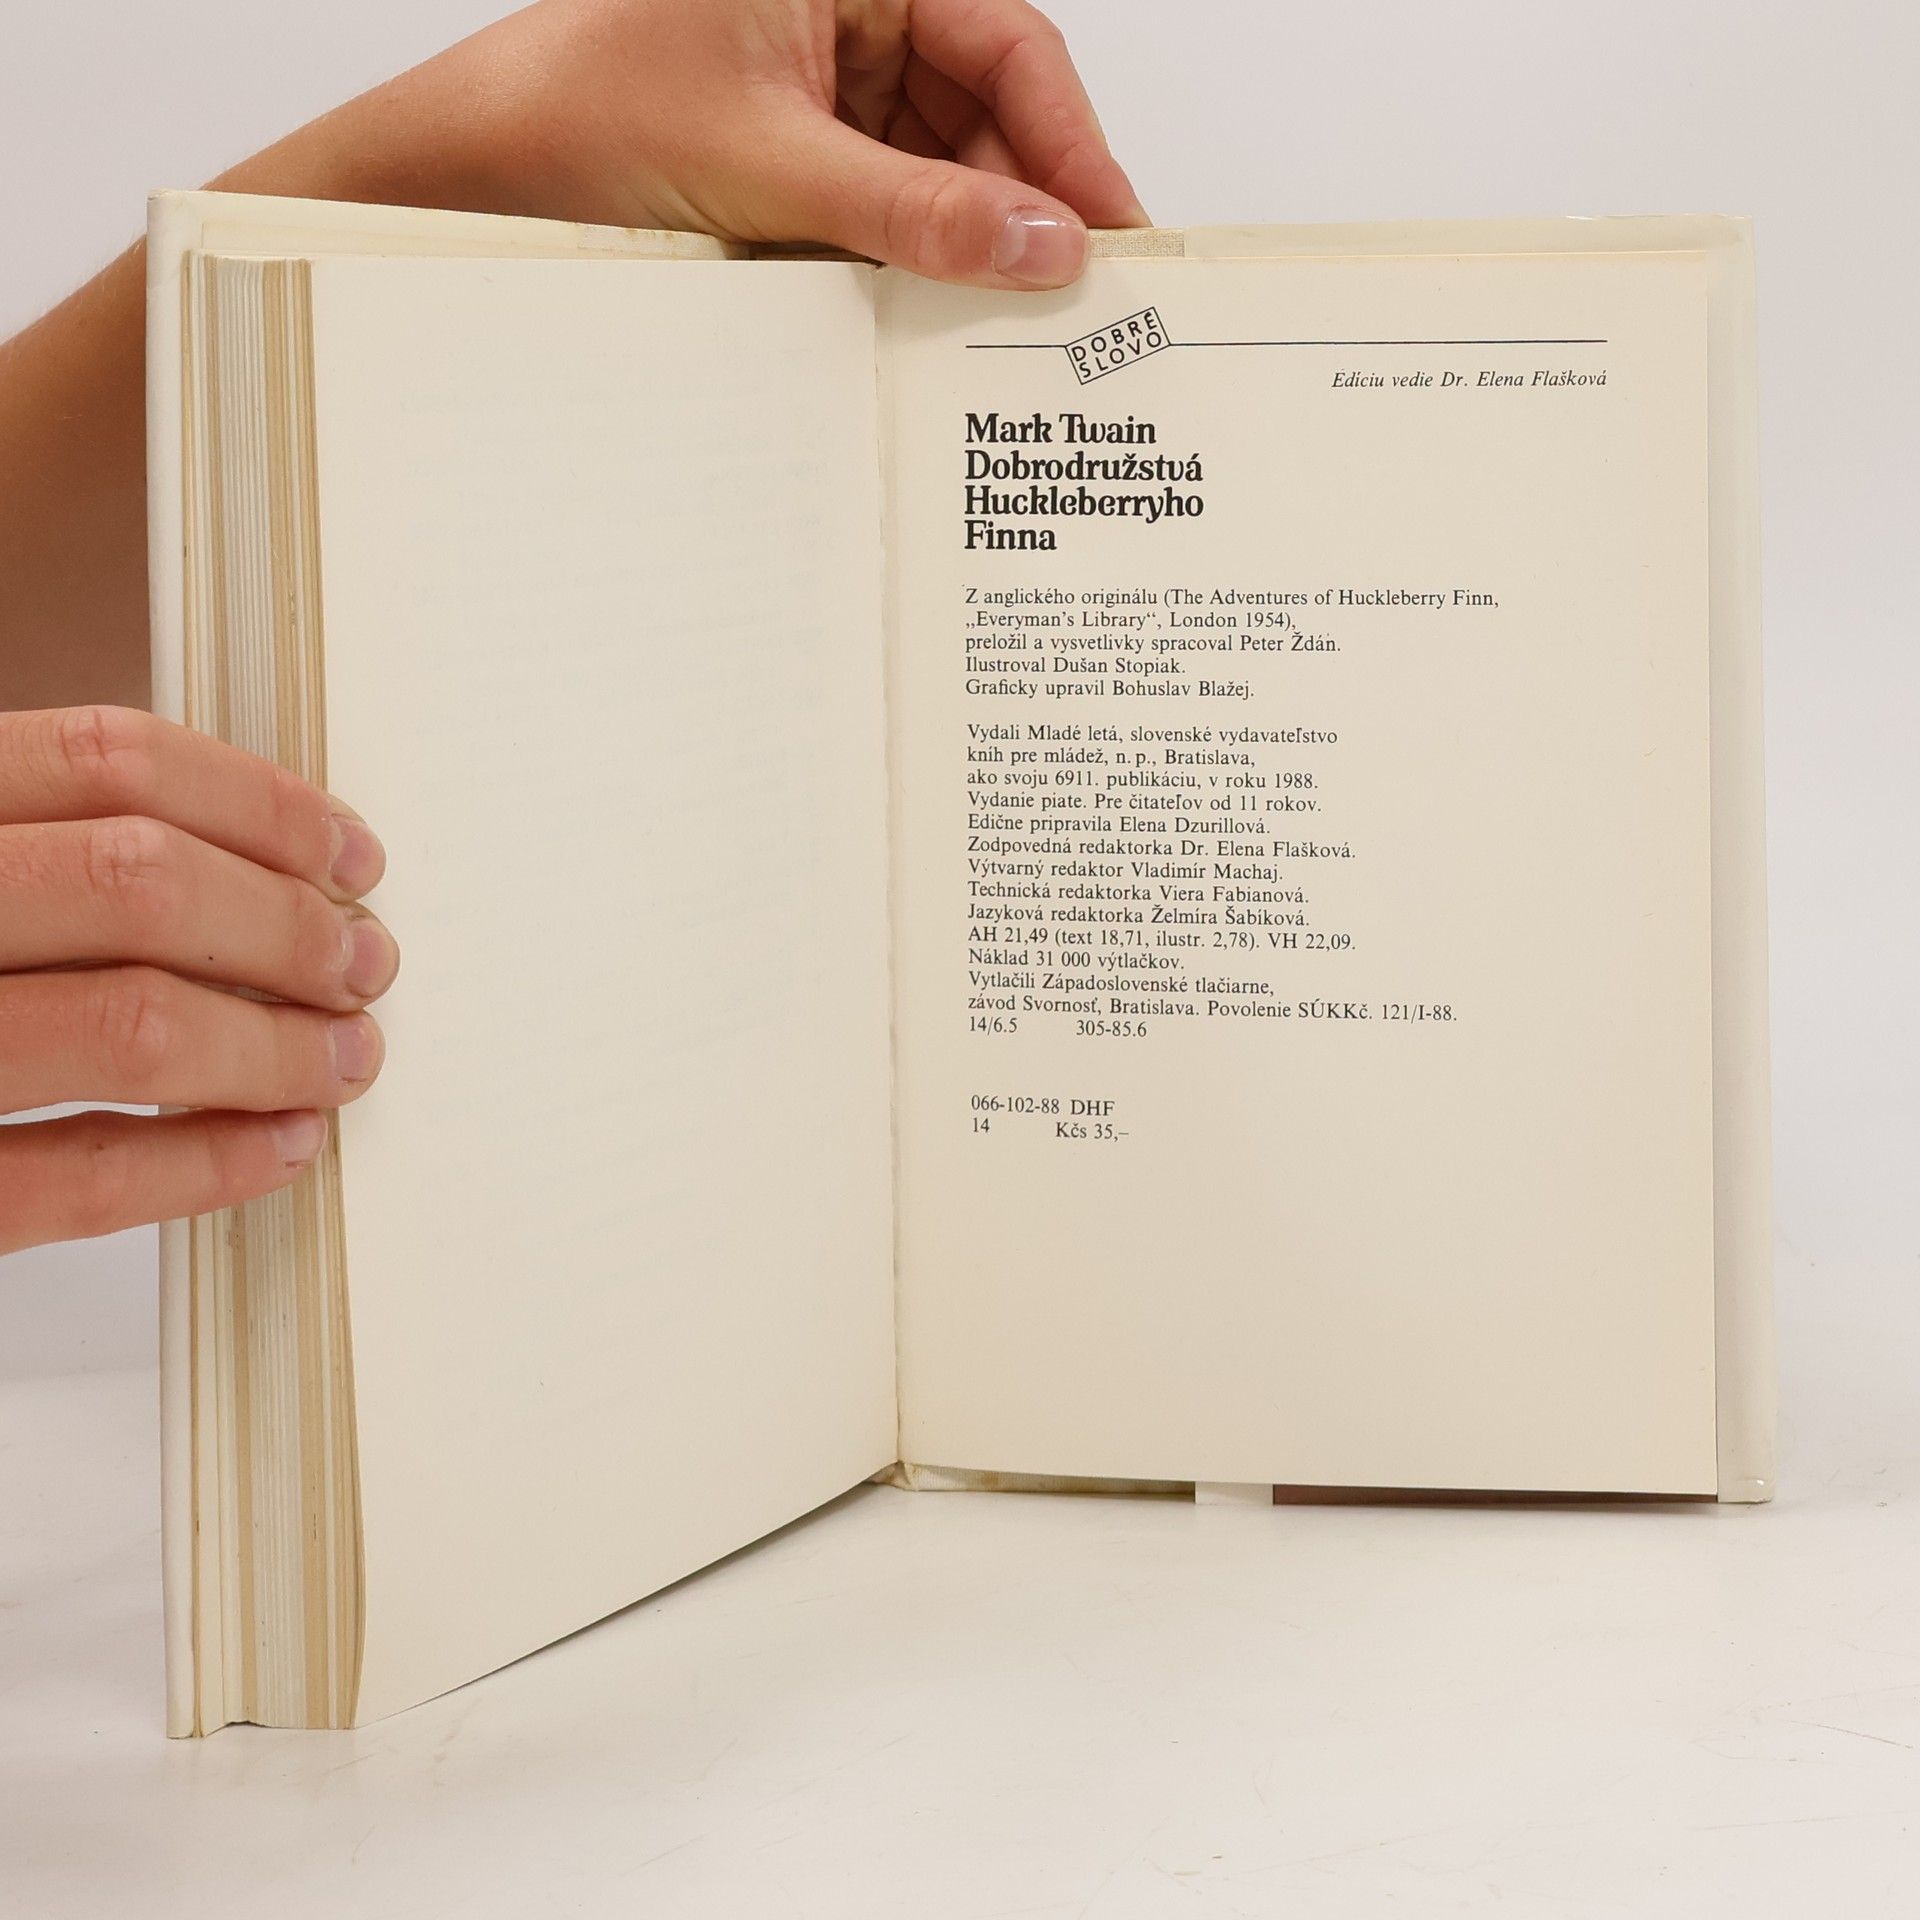 DOBRÉ
SLOVO
Edíciu vedie Dr. Elena Flašková
Mark Twain
Dobrodružstvá
Huckleberryho
Finna
Z anglického originálu (The Adventures of Huckleberry Finn,
„Everyman's Library“, London 1954),
preložil a vysvetlivky spracoval Peter Ždán.
Ilustroval Dušan Stopiak.
Graficky upravil Bohuslav Blažej.
Vydali Mladé letá, slovenské vydavateľstvo
kníh pre mládež, n. p., Bratislava,
ako svoju 6911. publikáciu, v roku 1988.
Vydanie piate. Pre čitateľov od 11 rokov.
Edične pripravila Elena Dzurillová.
Zodpovedná redaktorka Dr. Elena Flašková.
Výtvarný redaktor Vladimír Machaj.
Technická redaktorka Viera Fabianová.
Jazyková redaktorka Želmíra Šabíková.
AH 21,49 (text 18,71, ilustr. 2,78). VH 22,09.
Náklad 31 000 výtlačkov.
Vytlačili Západoslovenské tlačiarne,
závod Svornosť, Bratislava. Povolenie SÚKKč. 121/I-88.
14/6.5 305-85.6
066-102-88 DHF
14 Kčs 35,–